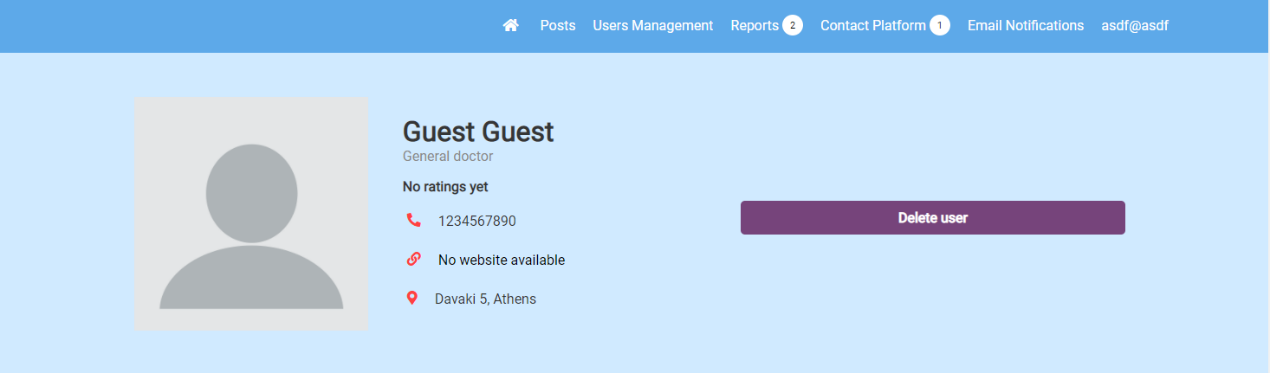 Posts Users Management Reports 2 Contact Platform 1 Email Notifications asdf@asdf
Guest Guest
General doctor
No ratings yet
1234567890
Delete user
No website available
Davaki 5, Athens